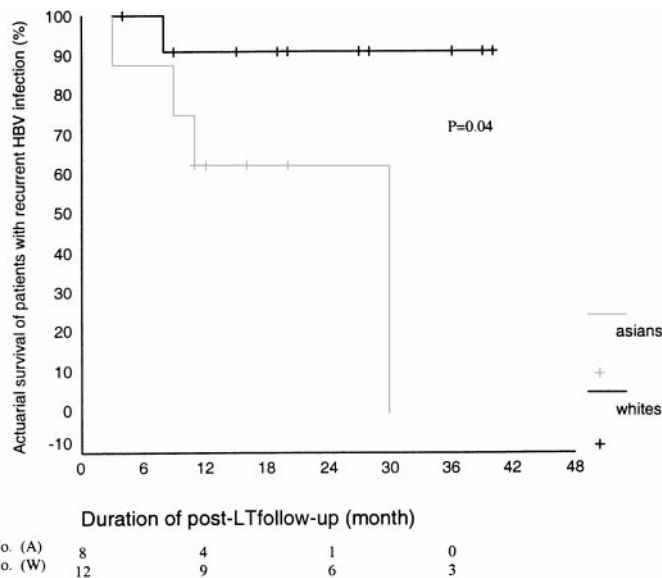 Actuarial survival of patients with recurrent HBV infection (%)
100
90
80
70
60
50
40
30
20
10
0
-10
P=0.04
asians
whites
0 6 12 18 24 30 36 42 48
Duration of post-LTfollow-up (month)
o. (A) 8 4 1 0
o. (W) 12 9 6 3